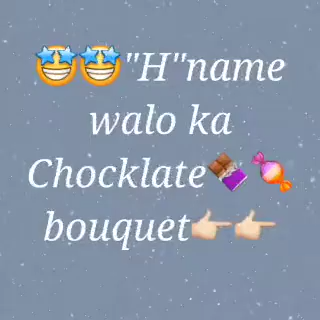 🤩🤩"H"name
walo ka
Chocklate🍫🍬
bouquet👉🏻👉🏻